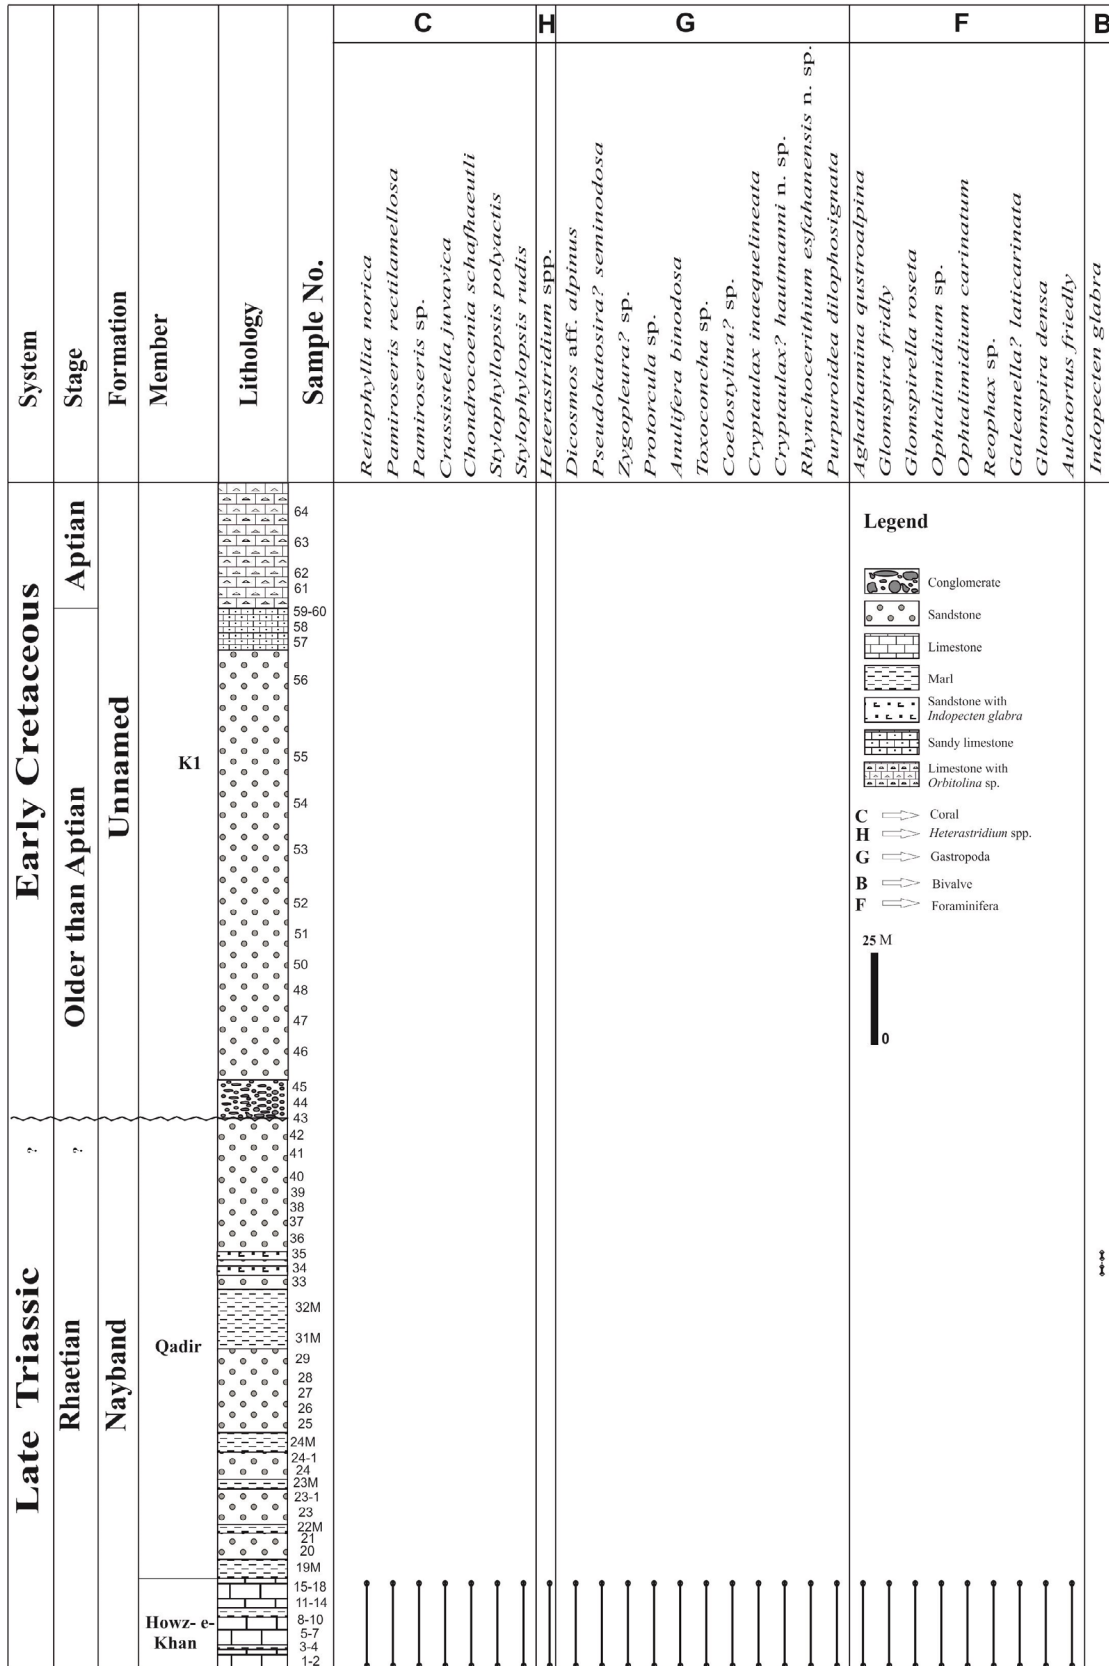 C H G F B
System
Stage
Formation
Member
Lithology
Sample No.
Retiophyllia norica
Pamiroseris rectilamellosa
Pamiroseris sp.
Crassistella juvavica
Chondrocoenia schafhaeutli
Stylophyllopsis polyactis
Stylophylopsis rudis
Heterastridium spp.
Dicosmos aff. alpinus
Pseudokatosira? seminodosa
Zygopleura? sp.
Protorcula sp.
Anulifera binodosa
Toxoconcha sp.
Coelostylina? sp.
Cryptaulax inaequelineata
Cryptaulax? hautmanni n. sp.
Rhynchocerithium esfahanensis n. sp.
Purpuroidea dilophosignata
Aghathamina qustroalpina
Glomspira fridly
Glomspirella roseta
Ophtalimidium sp.
Ophtalimidium carinatum
Reophax sp.
Galeanella? laticarinata
Glomspira densa
Aulotortus friedly
Indopecten glabra
Early Cretaceous
Late Triassic
?
Aptian
Older than Aptian
?
Rhaetian
Unnamed
Nayband
K1
Qadir
Howz- e-
Khan
64
63
62
61
59-60
58
57
56
55
54
53
52
51
50
48
47
46
45
44
43
42
41
40
39
38
37
36
35
34
33
32M
31M
29
28
27
26
25
24M
24-1
24
23M
23-1
23
22M
21
20
19M
15-18
11-14
8-10
5-7
3-4
1-2
Legend
Conglomerate
Sandstone
Limestone
Marl
Sandstone with
Indopecten glabra
Sandy limestone
Limestone with
Orbitolina sp.
C Coral
H Heterastridium spp.
G Gastropoda
B Bivalve
F Foraminifera
25 M
0